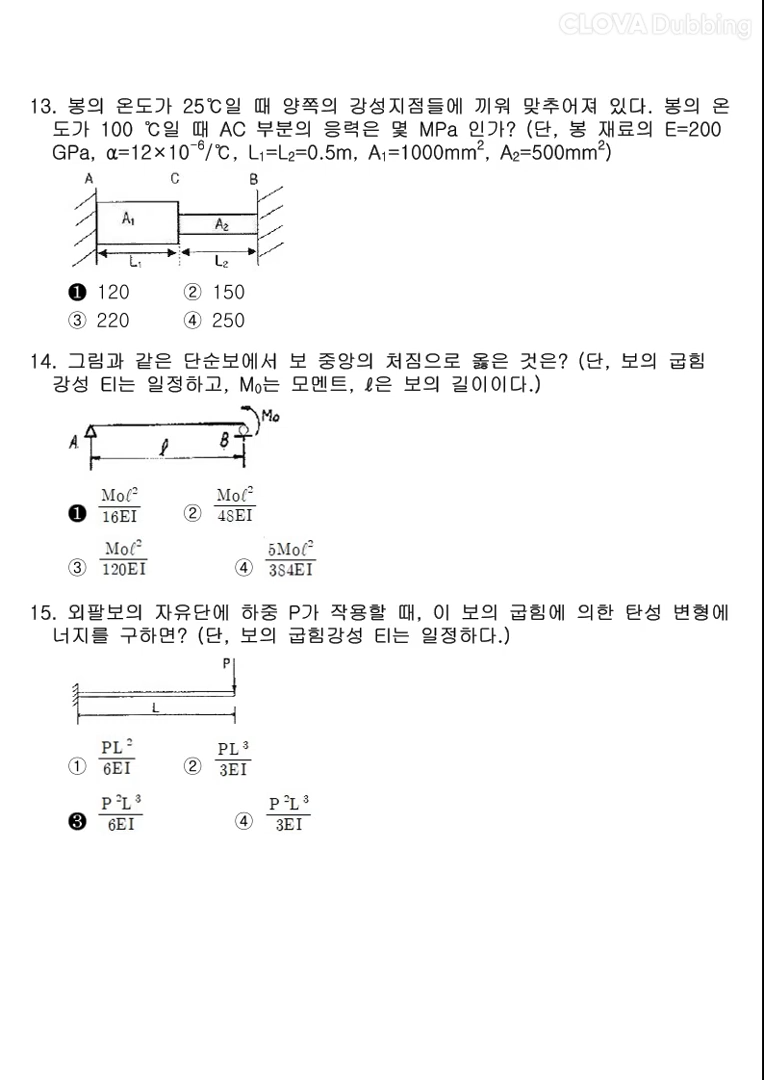 CLOVA Dubbing
13. 봉의 온도가 25℃일 때 양쪽의 강성지점들에 끼워 맞추어져 있다. 봉의 온
도가 100 ℃일 때 AC 부분의 응력은 몇 MPa 인가? (단, 봉 재료의 E=200
GPa, α=12×10⁻⁶/℃, L₁=L₂=0.5m, A₁=1000mm², A₂=500mm²)
A C B
A₁ A₂
L₁ L₂
❶ 120 ② 150
③ 220 ④ 250
14. 그림과 같은 단순보에서 보 중앙의 처짐으로 옳은 것은? (단, 보의 굽힘
강성 EI는 일정하고, M₀는 모멘트, ℓ은 보의 길이이다.)
M₀
A ℓ B
❶ Moℓ²/16EI ② Moℓ²/48EI
③ Moℓ²/120EI ④ 5Moℓ²/384EI
15. 외팔보의 자유단에 하중 P가 작용할 때, 이 보의 굽힘에 의한 탄성 변형에
너지를 구하면? (단, 보의 굽힘강성 EI는 일정하다.)
P
L
① PL²/6EI ② PL³/3EI
❸ P²L³/6EI ④ P²L³/3EI